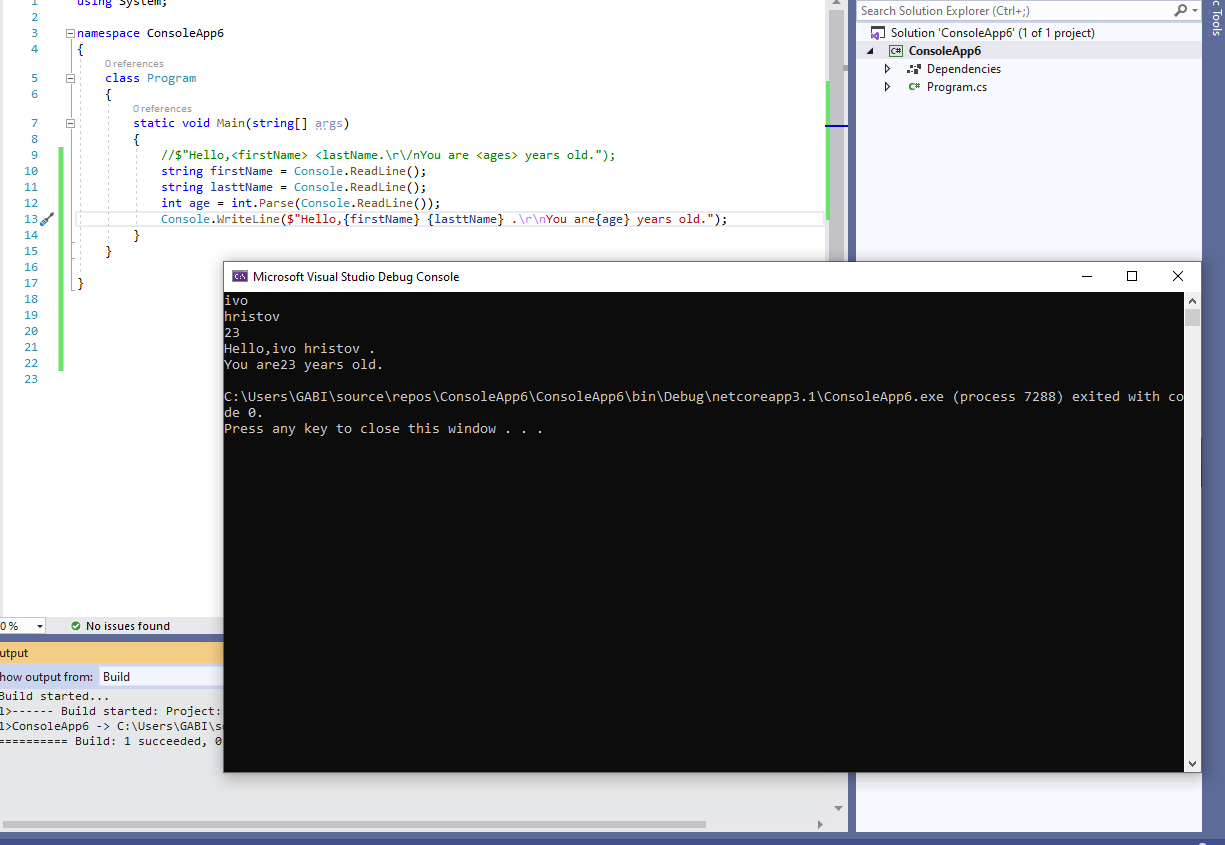 using System;
1
2
3 namespace ConsoleApp6
4 {
0 references
5 class Program
6 {
0 references
7 static void Main(string[] args)
8 {
9 //$"Hello,<firstName> <lastName.\r\/nYou are <ages> years old.");
10 string firstName = Console.ReadLine();
11 string lasttName = Console.ReadLine();
12 int age = int.Parse(Console.ReadLine());
13 Console.WriteLine($"Hello,{firstName} {lasttName} .\r\nYou are{age} years old.");
14 }
15 }
16
17 }
18
19
20
21
22
23
0 %
No issues found
utput
how output from: Build
Build started...
1>------ Build started: Project:
1>ConsoleApp6 -> C:\Users\GABI\s
========== Build: 1 succeeded, 0
Microsoft Visual Studio Debug Console
ivo
hristov
23
Hello,ivo hristov .
You are23 years old.
C:\Users\GABI\source\repos\ConsoleApp6\ConsoleApp6\bin\Debug\netcoreapp3.1\ConsoleApp6.exe (process 7288) exited with co
de 0.
Press any key to close this window . . .
Search Solution Explorer (Ctrl+;)
Solution 'ConsoleApp6' (1 of 1 project)
C# ConsoleApp6
Dependencies
C# Program.cs
c Tools